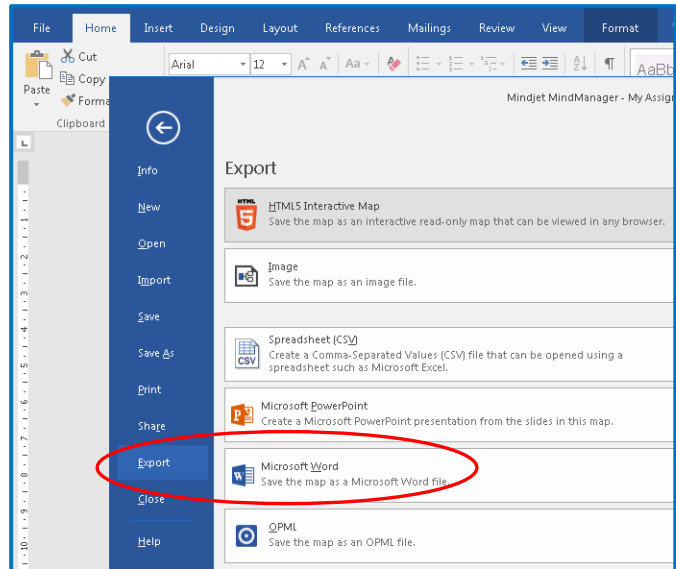 File Home Insert Design Layout References Mailings Review View Format
Cut
Copy
Paste
Forma
Clipboard
Arial 12 Aa
AaBb
Mindjet MindManager - My Assign
Info
New
Open
Import
Save
Save As
Print
Share
Export
Close
Help
Export
HTML
5
HTML5 Interactive Map
Save the map as an interactive read-only map that can be viewed in any browser.
Image
Save the map as an image file.
CSV
Spreadsheet (CSV)
Create a Comma-Separated Values (CSV) file that can be opened using a
spreadsheet such as Microsoft Excel.
Microsoft PowerPoint
Create a Microsoft PowerPoint presentation from the slides in this map.
Microsoft Word
Save the map as a Microsoft Word file.
OPML
Save the map as an OPML file.